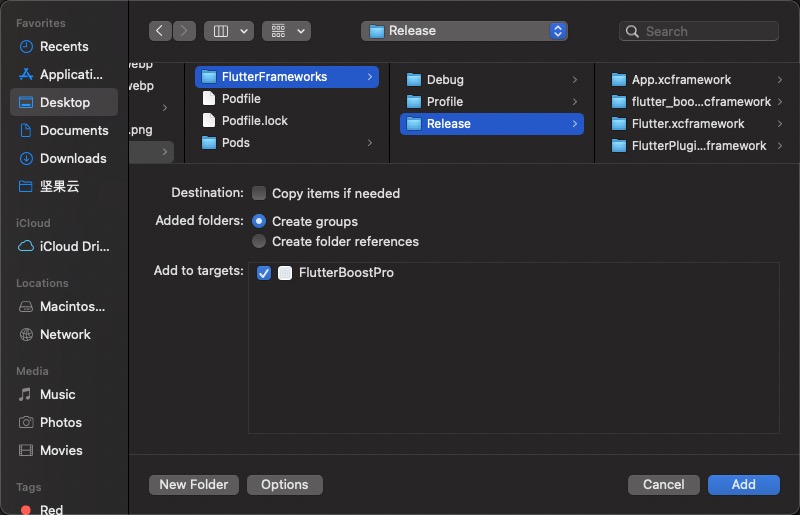 Favorites
Recents
Applicati...
Desktop
Documents
Downloads
坚果云
iCloud
iCloud Dri...
Locations
Macintos...
Network
Media
Music
Photos
Movies
Tags
Red
Release
Search
webp
.png
FlutterFrameworks
Podfile
Podfile.lock
Pods
Debug
Profile
Release
App.xcframework
flutter_boo...cframework
Flutter.xcframework
FlutterPlugi...framework
Destination:
Copy items if needed
Added folders:
Create groups
Create folder references
Add to targets:
FlutterBoostPro
New Folder
Options
Cancel
Add